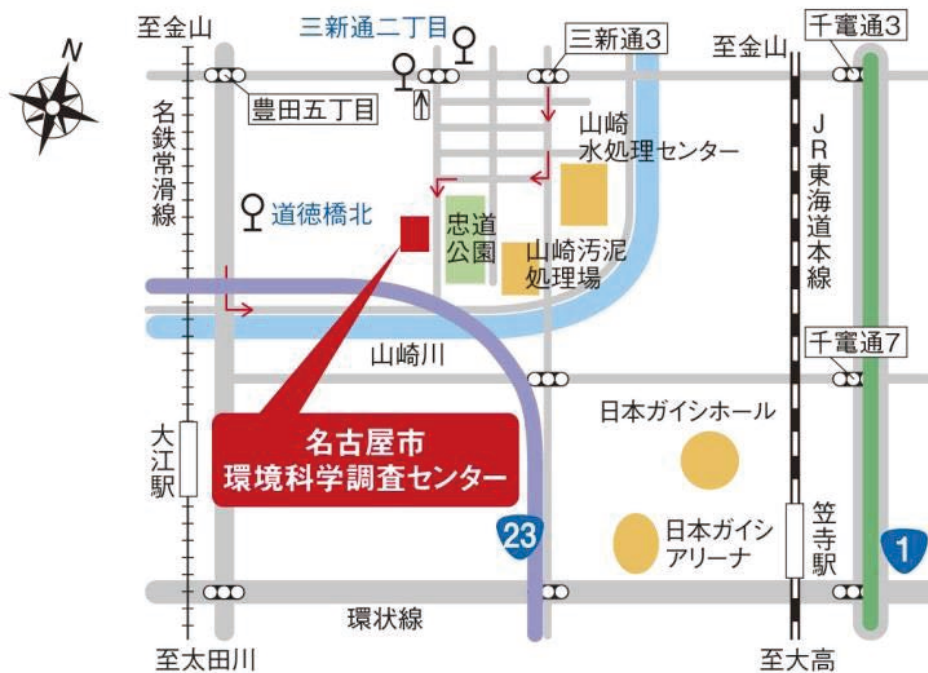 至金山
三新通二丁目
三新通3
至金山
千竈通3
N
豊田五丁目
名鉄常滑線
山崎
水処理センター
JR東海道本線
道徳橋北
忠道
公園
山崎汚泥
処理場
山崎川
千竈通7
日本ガイシホール
名古屋市
環境科学調査センター
大江駅
23
日本ガイシ
アリーナ
笠寺駅
1
環状線
至太田川
至大高